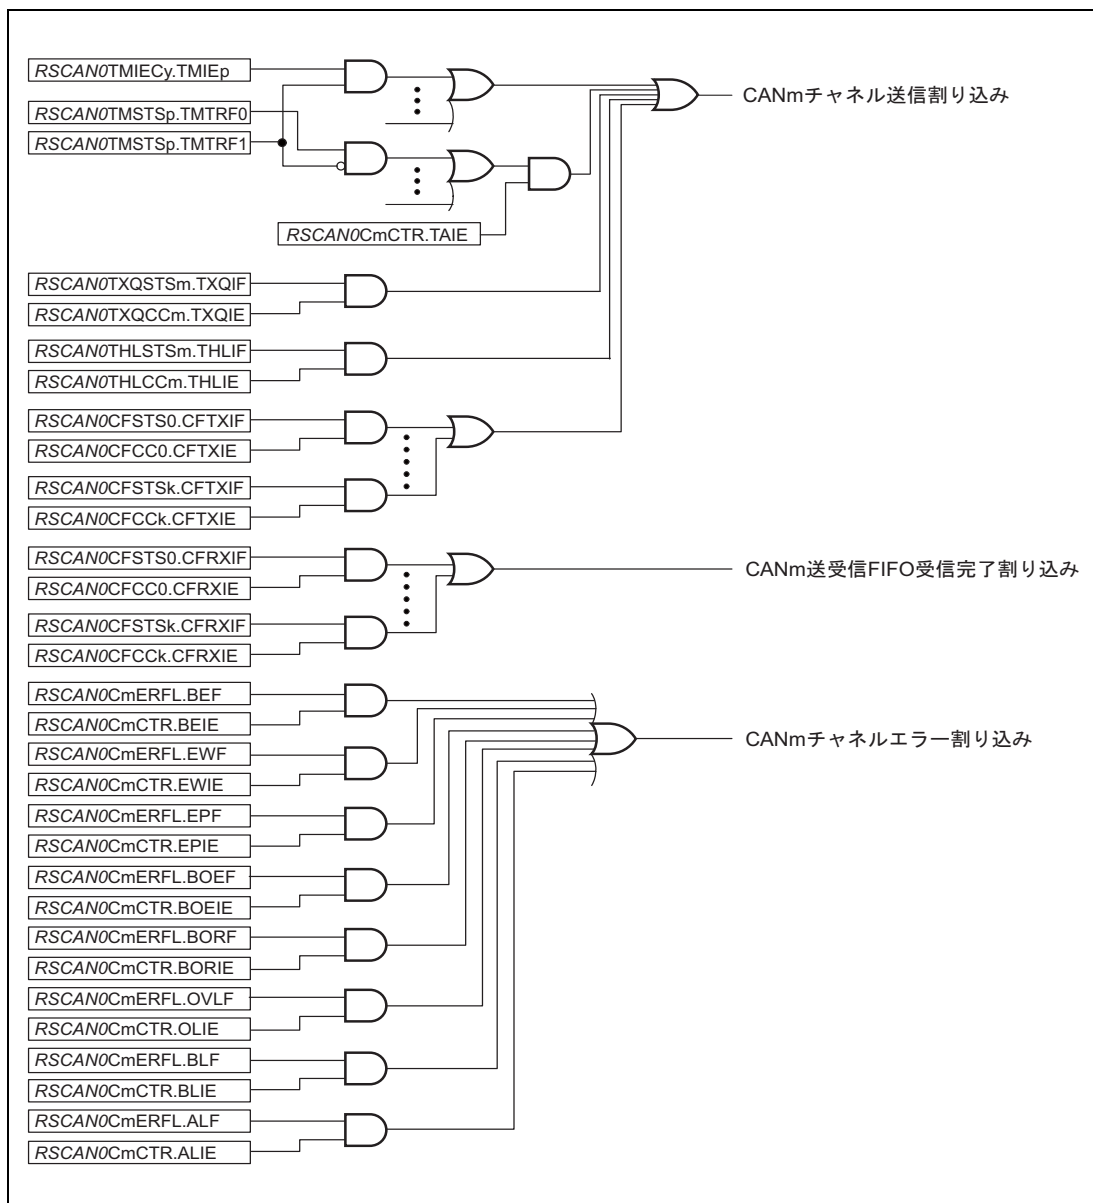 RSCAN0TMIECy.TMIEp
CANmチャネル送信割り込み
RSCAN0TMSTSp.TMTRF0
RSCAN0TMSTSp.TMTRF1
RSCAN0CmCTR.TAIE
RSCAN0TXQSTSm.TXQIF
RSCAN0TXQCCm.TXQIE
RSCAN0THLSTSm.THLIF
RSCAN0THLCCm.THLIE
RSCAN0CFSTS0.CFTXIF
RSCAN0CFCC0.CFTXIE
RSCAN0CFSTSk.CFTXIF
RSCAN0CFCCk.CFTXIE
RSCAN0CFSTS0.CFRXIF
CANm送受信FIFO受信完了割り込み
RSCAN0CFCC0.CFRXIE
RSCAN0CFSTSk.CFRXIF
RSCAN0CFCCk.CFRXIE
RSCAN0CmERFL.BEF
RSCAN0CmCTR.BEIE
CANmチャネルエラー割り込み
RSCAN0CmERFL.EWF
RSCAN0CmCTR.EWIE
RSCAN0CmERFL.EPF
RSCAN0CmCTR.EPIE
RSCAN0CmERFL.BOEF
RSCAN0CmCTR.BOEIE
RSCAN0CmERFL.BORF
RSCAN0CmCTR.BORIE
RSCAN0CmERFL.OVLF
RSCAN0CmCTR.OLIE
RSCAN0CmERFL.BLF
RSCAN0CmCTR.BLIE
RSCAN0CmERFL.ALF
RSCAN0CmCTR.ALIE